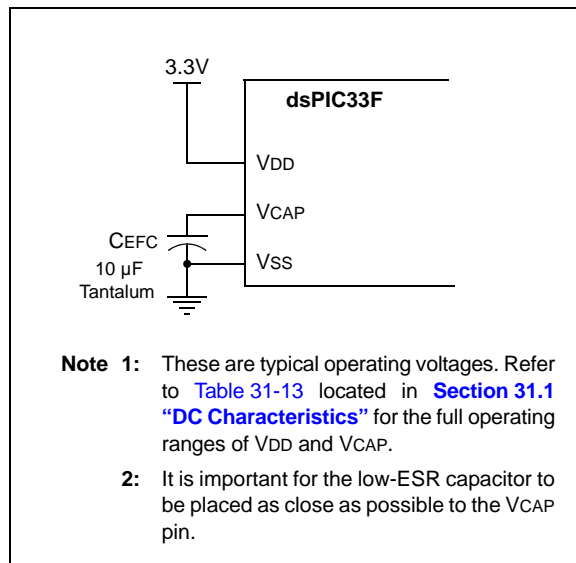 3.3V
dsPIC33F
VDD
VCAP
CEFC
VSS
10 µF
Tantalum
Note 1: These are typical operating voltages. Refer
to Table 31-13 located in Section 31.1
“DC Characteristics” for the full operating
ranges of VDD and VCAP.
2: It is important for the low-ESR capacitor to
be placed as close as possible to the VCAP
pin.